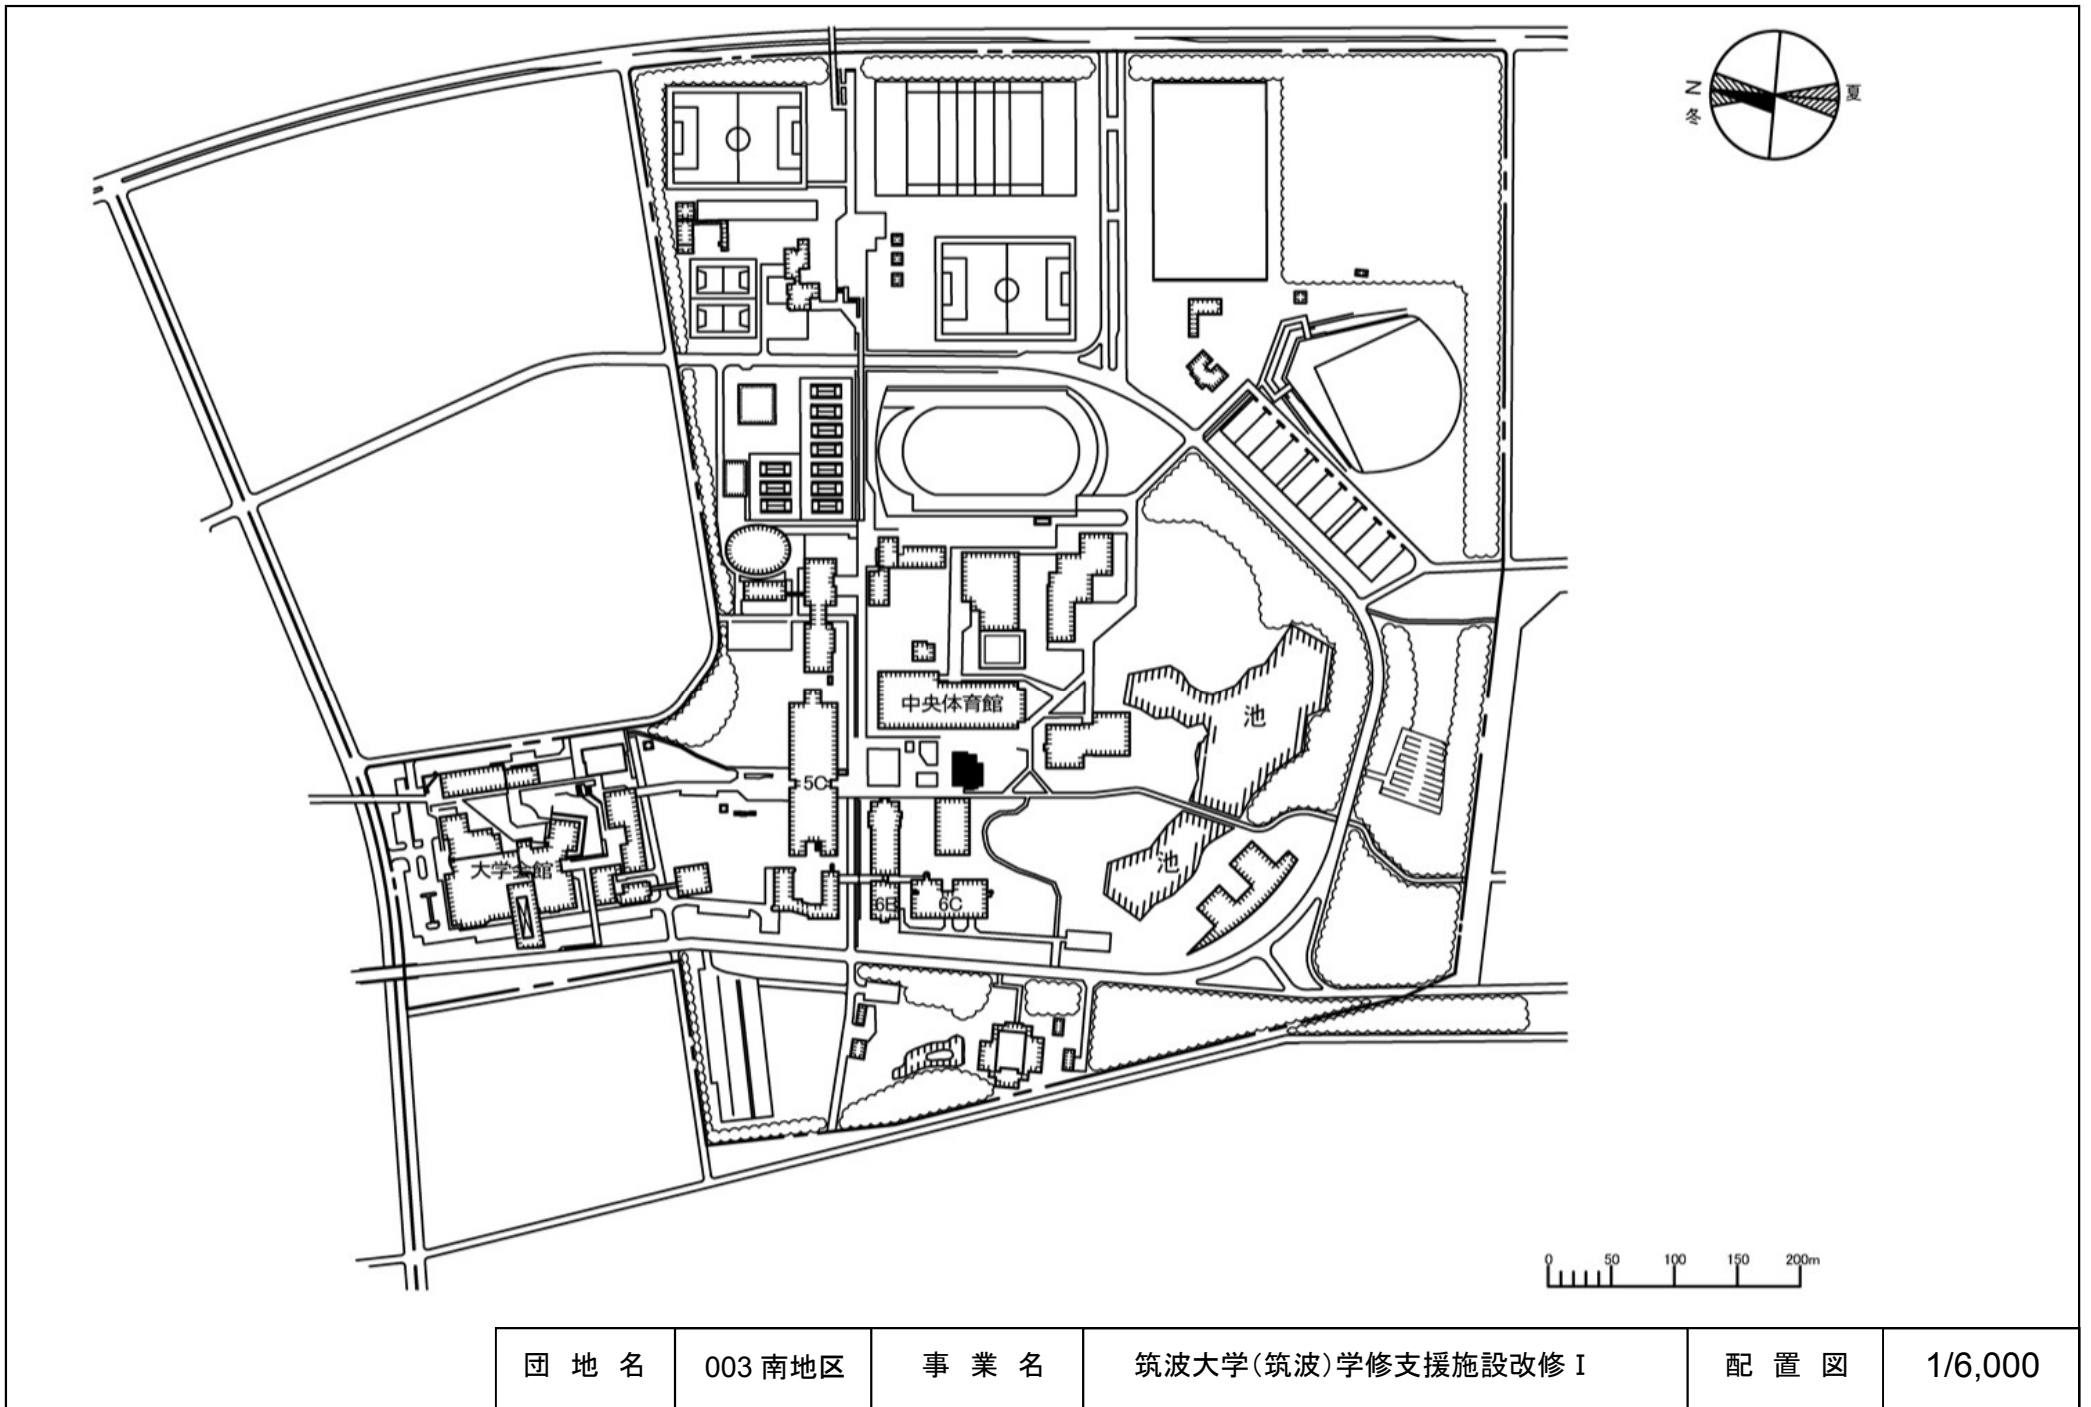 N
冬
夏
中央体育館
池
5C
池
大学会館
6B
6C
0 50 100 150 200m
団地名 003 南地区 事業名 筑波大学(筑波)学修支援施設改修Ⅰ 配置図 1/6,000